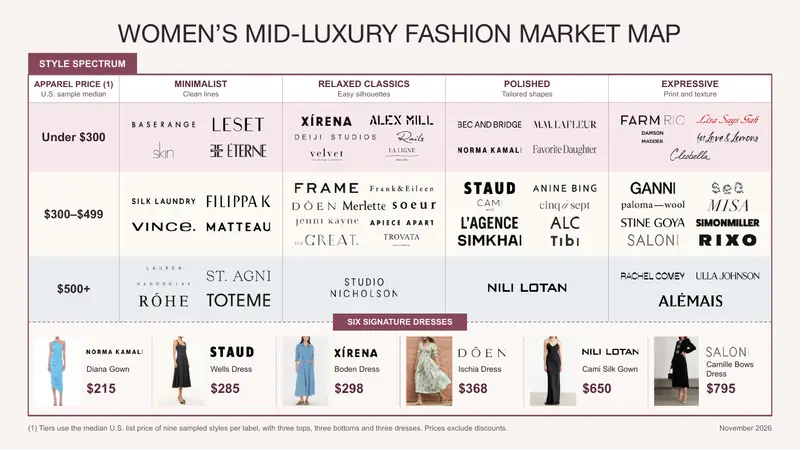 WOMEN'S MID-LUXURY FASHION MARKET MAP
STYLE SPECTRUM
APPAREL PRICE (1)
U.S. sample median
MINIMALIST
Clean lines
RELAXED CLASSICS
Easy silhouettes
POLISHED
Tailored shapes
EXPRESSIVE
Print and texture
Under $300
BASERANGE LESET
skin ÉTERNE
XÍRENA ALEX MILL
DEIJI STUDIOS Rails
velvet LA LIGNE
BEC AND BRIDGE M.M.LAFLEUR
NORMA KAMALI Favorite Daughter
FARM RIO Lisa Says Gah
DAMSON
MADDER
for Love & Lemons
Cleobella
$300–$499
SILK LAUNDRY FILIPPA K
VINCE. MATTEAU
FRAME Frank & Eileen
DÔEN Merlette soeur
jenni kayne APIECE APART
THE GREAT. TROVATA
STAUD ANINE BING
CAMI
NYC
cinq // sept
L'AGENCE ALC
SIMKHAI Tibi
GANNI SEA
paloma—wool MISA
STINE GOYA SIMONMILLER
SALONI RIXO
$500+
LAUREN
MANOOGIAN
ST. AGNI
RÓHE TOTEME
STUDIO
NICHOLSON
NILI LOTAN
RACHEL COMEY ULLA JOHNSON
ALÉMAIS
SIX SIGNATURE DRESSES
NORMA KAMALI
Diana Gown
$215
STAUD
Wells Dress
$285
XÍRENA
Boden Dress
$298
DÔEN
Ischia Dress
$368
NILI LOTAN
Cami Silk Gown
$650
SALONI
Camille Bows
Dress
$795
(1) Tiers use the median U.S. list price of nine sampled styles per label, with three tops, three bottoms and three dresses. Prices exclude discounts.
November 2026